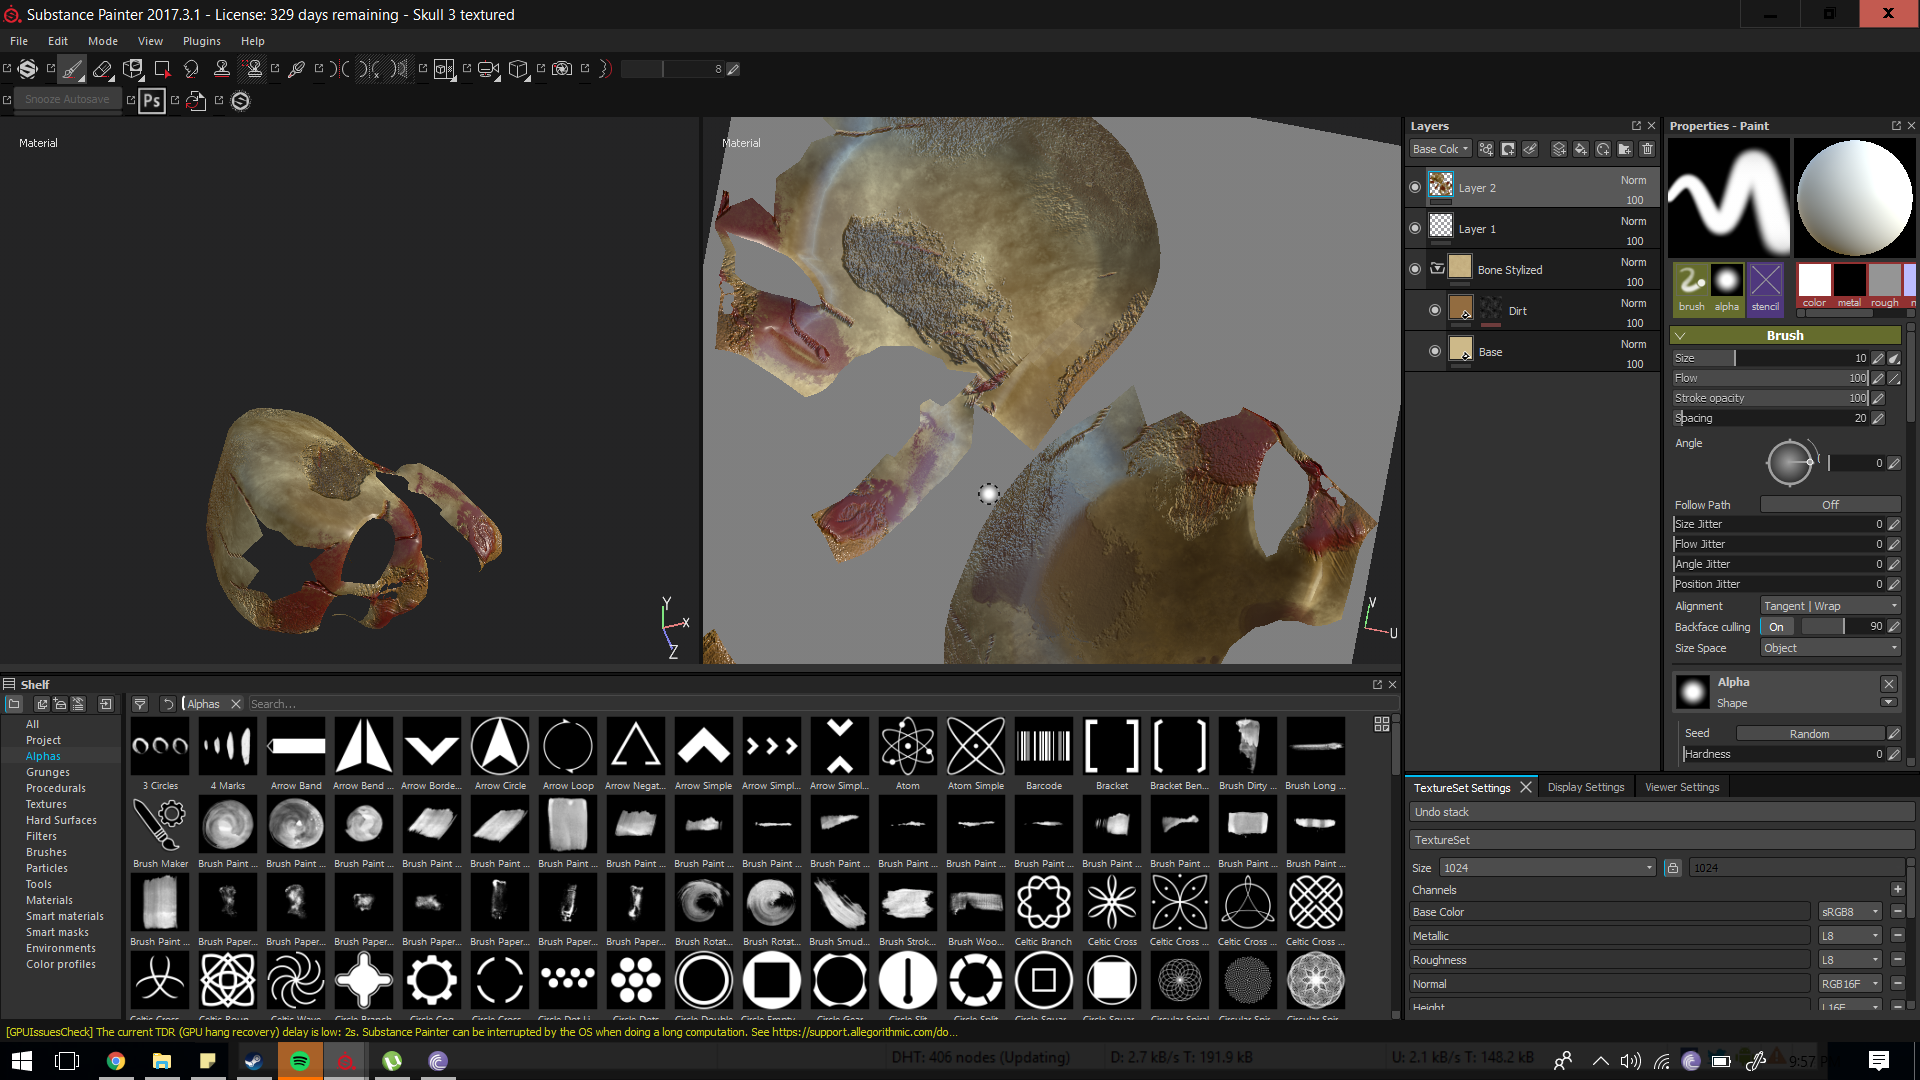 Substance Painter 2017.3.1 - License: 329 days remaining - Skull 3 textured
File Edit Mode View Plugins Help
8
Snooze Autosave Ps
Material
Material
Y
X
Z
V
U
Layers
Base Colc
Layer 2 Norm 100
Layer 1 Norm 100
Bone Stylized Norm 100
Dirt Norm 100
Base Norm 100
Properties - Paint
brush alpha stencil color metal rough n
Brush
Size 10
Flow 100
Stroke opacity 100
Spacing 20
Angle 0
Follow Path Off
Size Jitter 0
Flow Jitter 0
Angle Jitter 0
Position Jitter 0
Alignment Tangent | Wrap
Backface culling On 90
Size Space Object
Alpha
Shape
Seed Random
Hardness 0
Shelf
Alphas Search...
All
Project
Alphas
Grunges
Procedurals
Textures
Hard Surfaces
Filters
Brushes
Particles
Tools
Materials
Smart materials
Smart masks
Environments
Color profiles
3 Circles 4 Marks Arrow Band Arrow Bend ... Arrow Borde... Arrow Circle Arrow Loop Arrow Negat... Arrow Simple Arrow Simpl... Arrow Simpl... Atom Atom Simple Barcode Bracket Bracket Ben... Brush Dirty ... Brush Long ...
Brush Maker Brush Paint ... Brush Paint ... Brush Paint ... Brush Paint ... Brush Paint ... Brush Paint ... Brush Paint ... Brush Paint ... Brush Paint ... Brush Paint ... Brush Paint ... Brush Paint ... Brush Paint ... Brush Paint ... Brush Paint ... Brush Paint ... Brush Paint ...
Brush Paint ... Brush Paper... Brush Paper... Brush Paper... Brush Paper... Brush Paper... Brush Paper... Brush Paper... Brush Rotat... Brush Rotat... Brush Smud... Brush Strok... Brush Woo... Celtic Branch Celtic Cross Celtic Cross ... Celtic Cross ... Celtic Cross ...
TextureSet Settings Display Settings Viewer Settings
Undo stack
TextureSet
Size 1024 1024
Channels
Base Color sRGB8
Metallic L8
Roughness L8
Normal RGB16F
Height L16F
[GPUIssuesCheck] The current TDR (GPU hang recovery) delay is low: 2s. Substance Painter can be interrupted by the OS when doing a long computation. See https://support.allegorithmic.com/do...
DHT: 406 nodes (Updating) D: 2.7 kB/s T: 191.9 kB U: 2.1 kB/s T: 148.2 kB 9:57